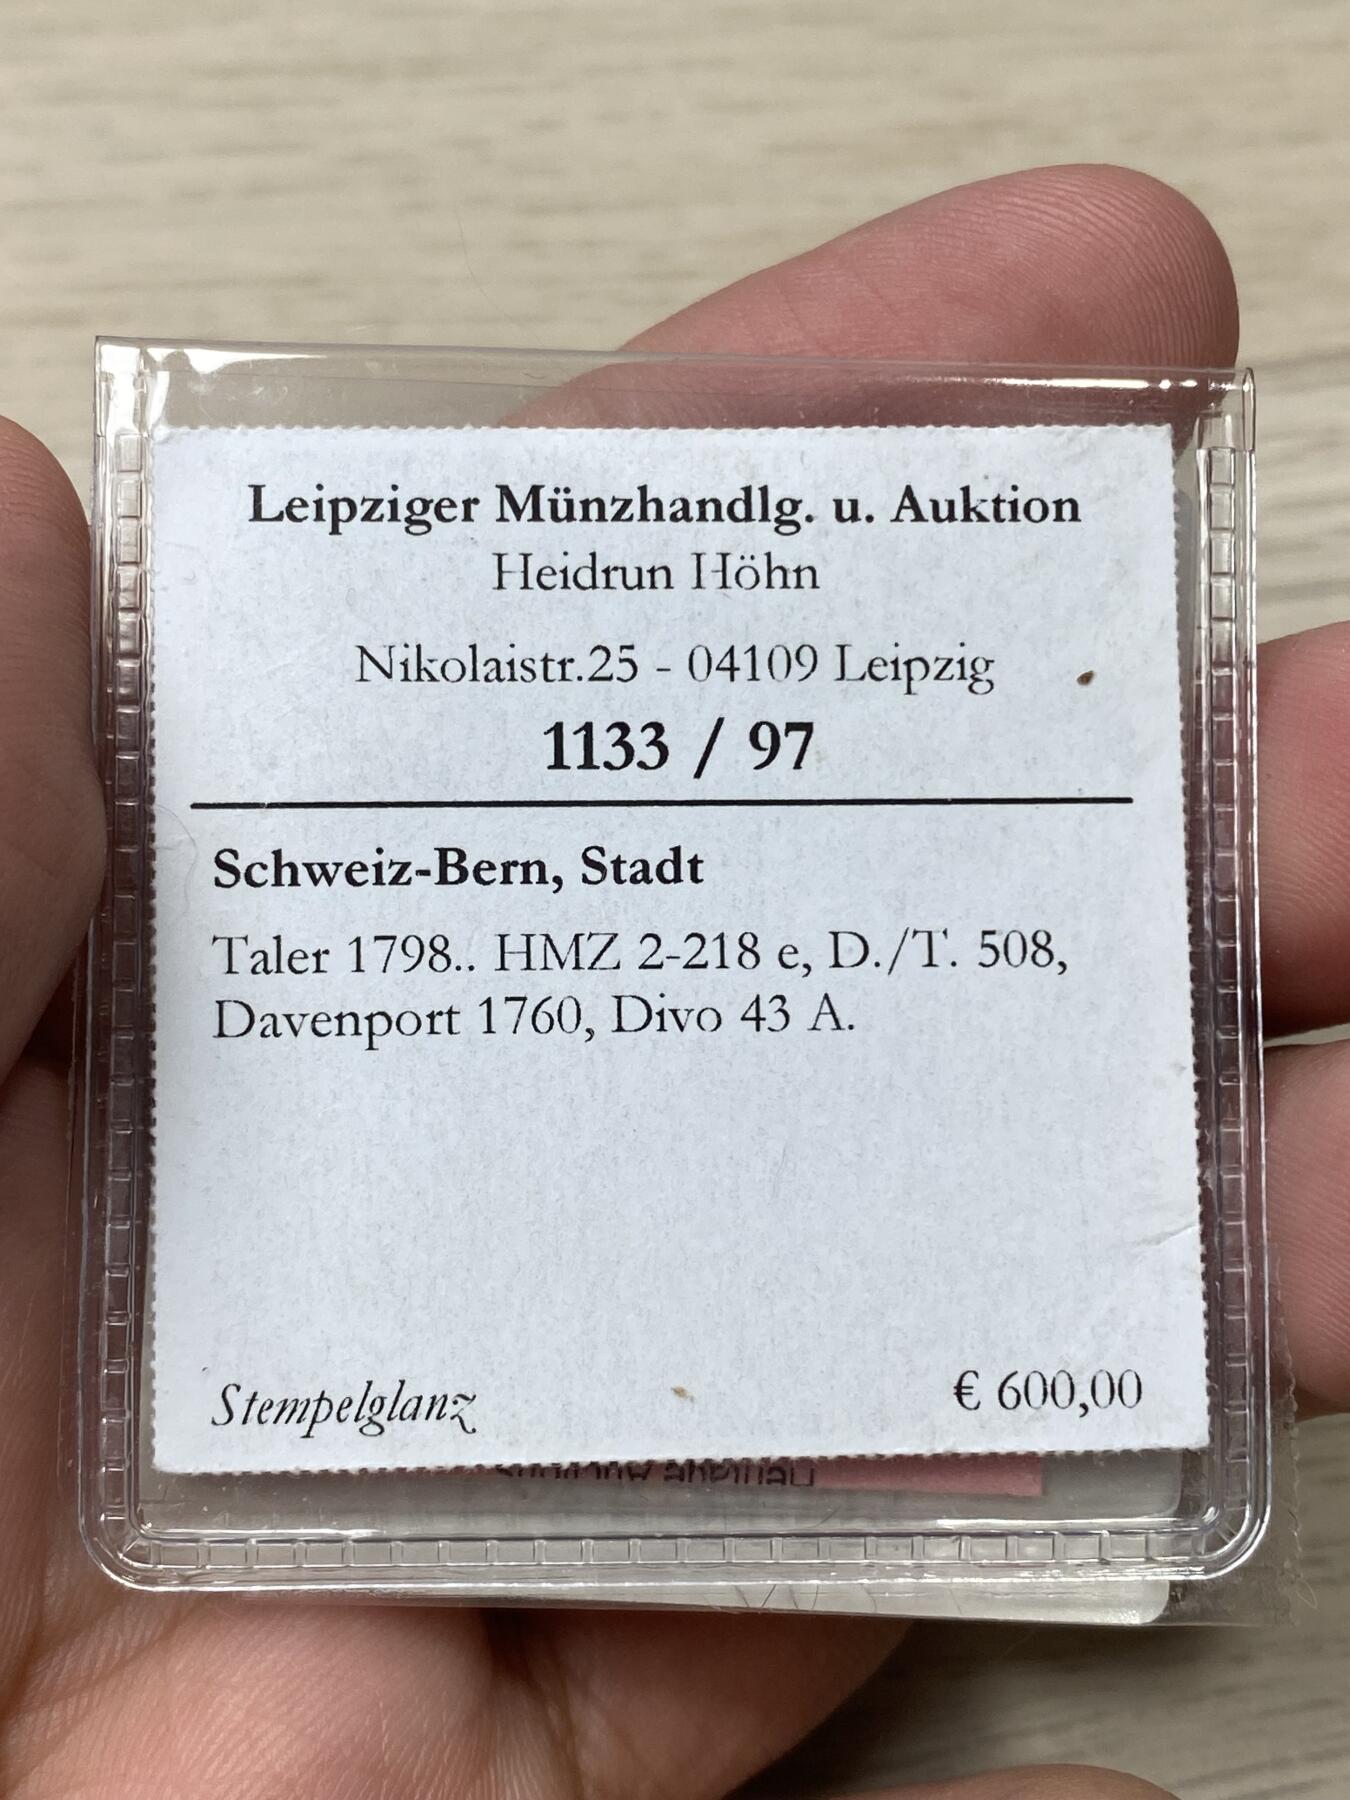 Leipziger Münzhandlg. u. Auktion
Heidrun Höhn
Nikolaistr.25 - 04109 Leipzig
1133 / 97
Schweiz-Bern, Stadt
Taler 1798.. HMZ 2-218 e, D./T. 508,
Davenport 1760, Divo 43 A.
Stempelglanz
€ 600,00